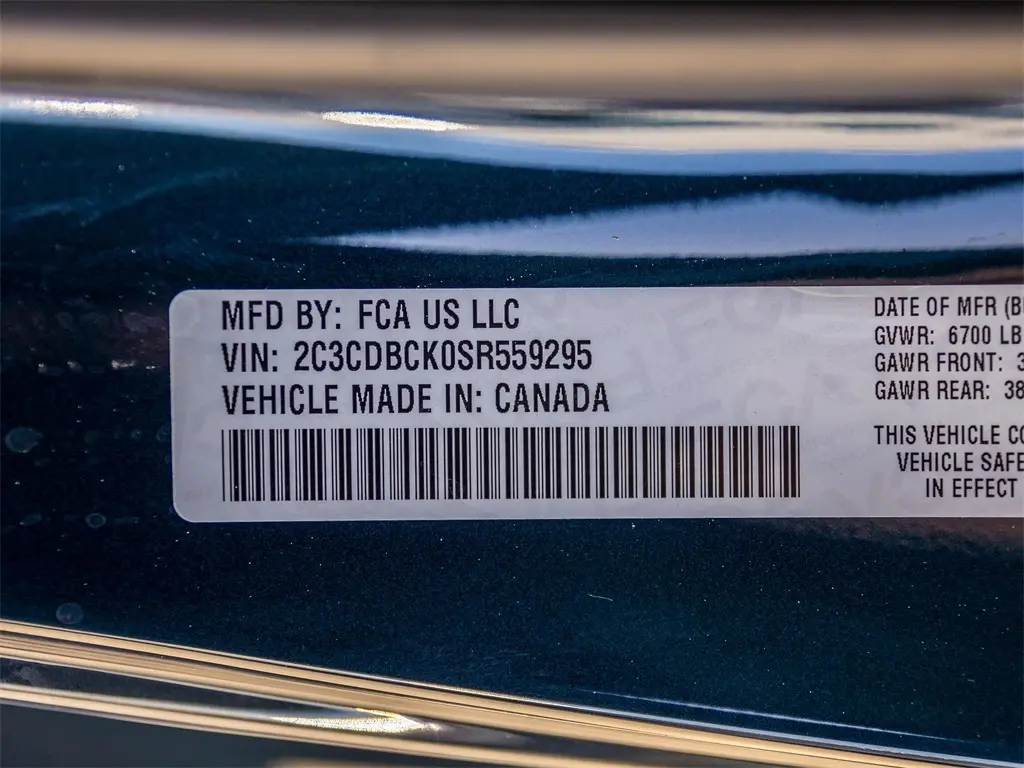 MFD BY: FCA US LLC
VIN: 2C3CDBCK0SR559295
VEHICLE MADE IN: CANADA
DATE OF MFR
GVWR: 6700 LB
GAWR FRONT:
GAWR REAR:
THIS VEHICLE
VEHICLE SAFE
IN EFFECT